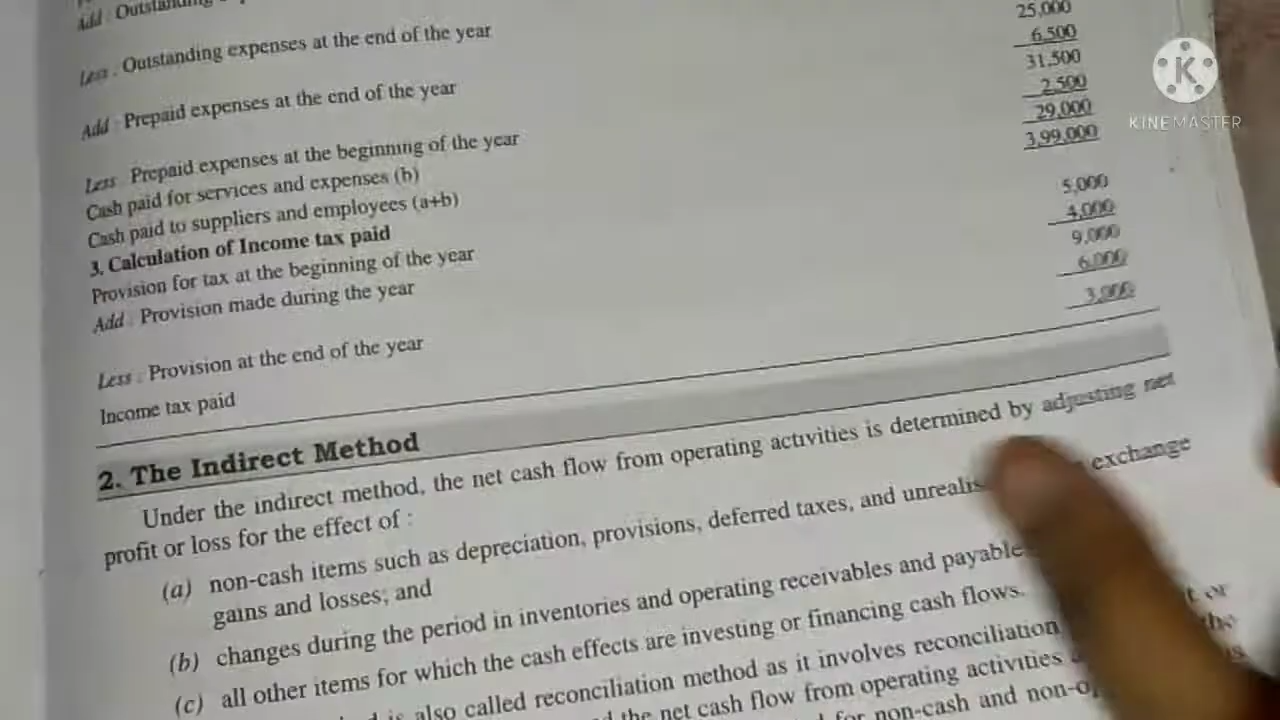 Add : Outstanding
25,000
Less : Outstanding expenses at the end of the year
6,500
31,500
Add : Prepaid expenses at the end of the year
2,500
29,000
Less : Prepaid expenses at the beginning of the year
3,99,000
Cash paid for services and expenses (b)
Cash paid to suppliers and employees (a+b)
3. Calculation of Income tax paid
Provision for tax at the beginning of the year 5,000
Add : Provision made during the year 4,000
9,000
Less : Provision at the end of the year 6,000
Income tax paid 3,000
2. The Indirect Method
Under the indirect method, the net cash flow from operating activities is determined by adjusting net
profit or loss for the effect of :
(a) non-cash items such as depreciation, provisions, deferred taxes, and exchange
gains and losses; and
(b) changes during the period in inventories and operating receivables and
(c) all other items for which the cash effects are investing or financing cash flows.
is also called reconciliation method as it involves reconciliation or
the net cash flow from operating activities the
for non-cash and
KINEMASTER